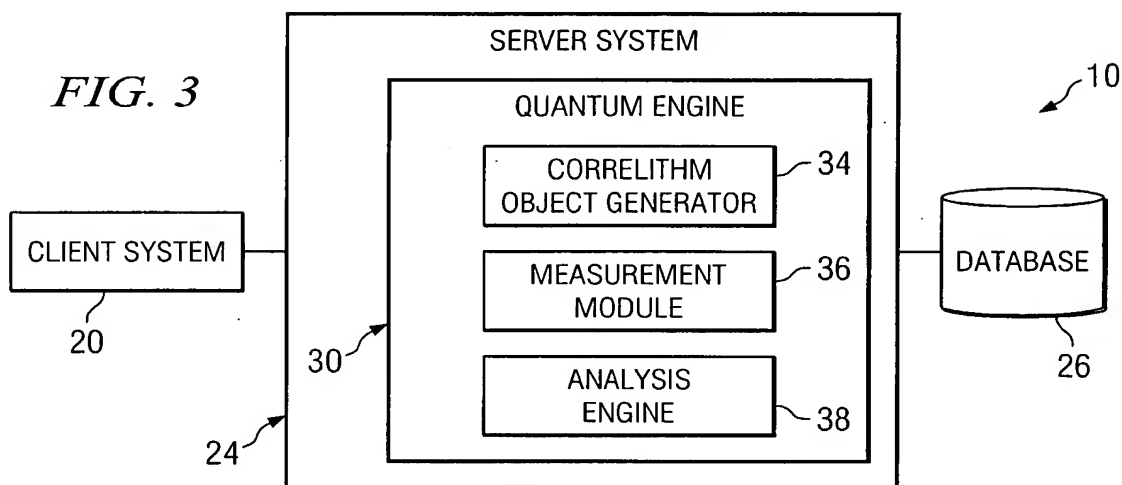 FIG. 3
SERVER SYSTEM
10
QUANTUM ENGINE
CORRELITHM
OBJECT GENERATOR
34
CLIENT SYSTEM
20
MEASUREMENT
MODULE
36
DATABASE
26
30
ANALYSIS
ENGINE
38
24